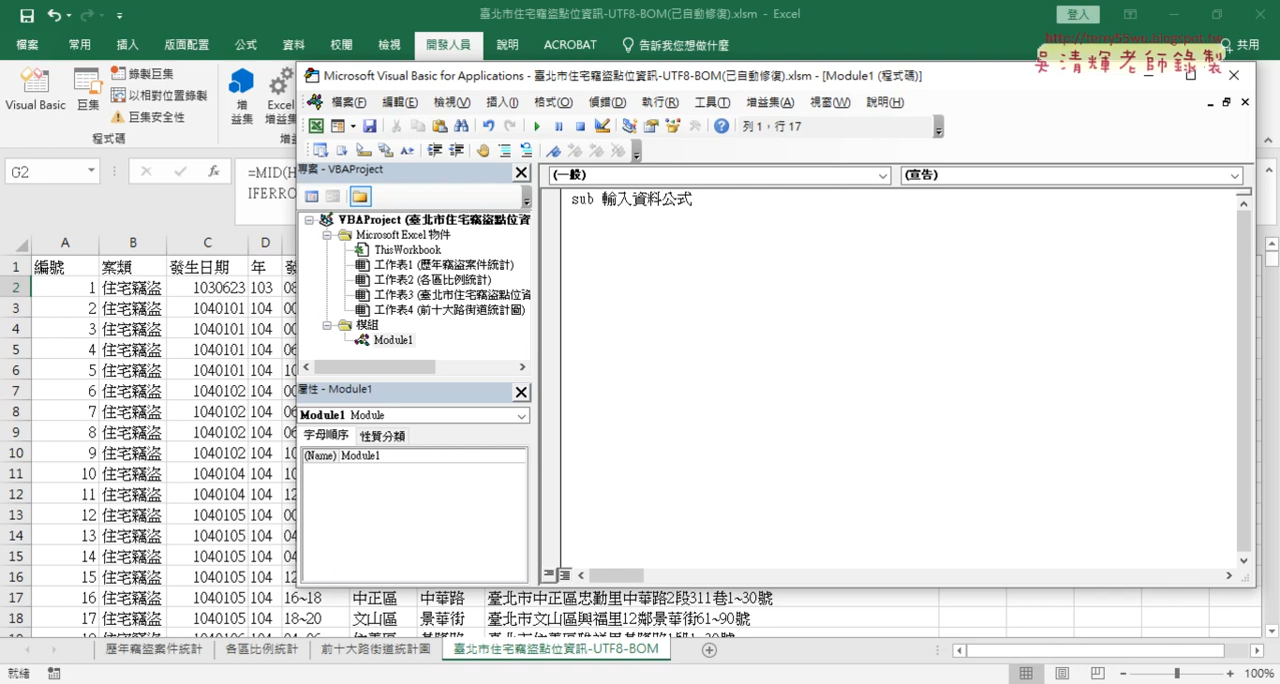 臺北市住宅竊盜點位資訊-UTF8-BOM(已自動修復).xlsm - Excel
登入
檔案 常用 插入 版面配置 公式 資料 校閱 檢視 開發人員 說明 ACROBAT 告訴我您想做什麼 共用
http://terry55wu.blogspot.tw
吳清輝老師錄製
Visual Basic 巨集 錄製巨集
以相對位置錄製
巨集安全性
程式碼
增益集
Excel
Microsoft Visual Basic for Applications - 臺北市住宅竊盜點位資訊-UTF8-BOM(已自動修復).xlsm - [Module1 (程式碼)]
檔案(F) 編輯(E) 檢視(V) 插入(I) 格式(O) 偵錯(D) 執行(R) 工具(T) 增益集(A) 視窗(W) 說明(H)
列 1，行 17
專案 - VBAProject
VBAProject (臺北市住宅竊盜點位資
Microsoft Excel 物件
ThisWorkbook
工作表1 (歷年竊盜案件統計)
工作表2 (各區比例統計)
工作表3 (臺北市住宅竊盜點位資
工作表4 (前十大路街道統計圖)
模組
Module1
屬性 - Module1
Module1 Module
字母順序 性質分類
(Name) Module1
(一般) (宣告)
sub 輸入資料公式
G2 fx =MID(H
IFERRO
A B C D
1 編號 案類 發生日期 年 發
2 1 住宅竊盜 1030623 103 08
3 2 住宅竊盜 1040101 104 00
4 3 住宅竊盜 1040101 104 00
5 4 住宅竊盜 1040101 104 06
6 5 住宅竊盜 1040101 104 10
7 6 住宅竊盜 1040102 104 00
8 7 住宅竊盜 1040102 104 06
9 8 住宅竊盜 1040102 104 06
10 9 住宅竊盜 1040102 104 10
11 10 住宅竊盜 1040104 104 10
12 11 住宅竊盜 1040104 104 12
13 12 住宅竊盜 1040105 104 00
14 13 住宅竊盜 1040105 104 04
15 14 住宅竊盜 1040105 104 04
16 15 住宅竊盜 1040105 104 12
17 16 住宅竊盜 1040105 104 16~18 中正區 中華路 臺北市中正區忠勤里中華路2段311巷1~30號
18 17 住宅竊盜 1040105 104 18~20 文山區 景華街 臺北市文山區興福里12鄰景華街61~90號
歷年竊盜案件統計 各區比例統計 前十大路街道統計圖 臺北市住宅竊盜點位資訊-UTF8-BOM
就緒 100%